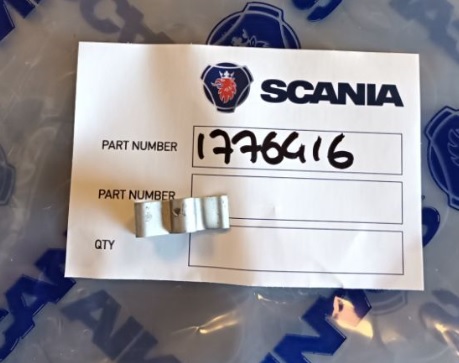 SCANIA
PART NUMBER 1776416
PART NUMBER
QTY